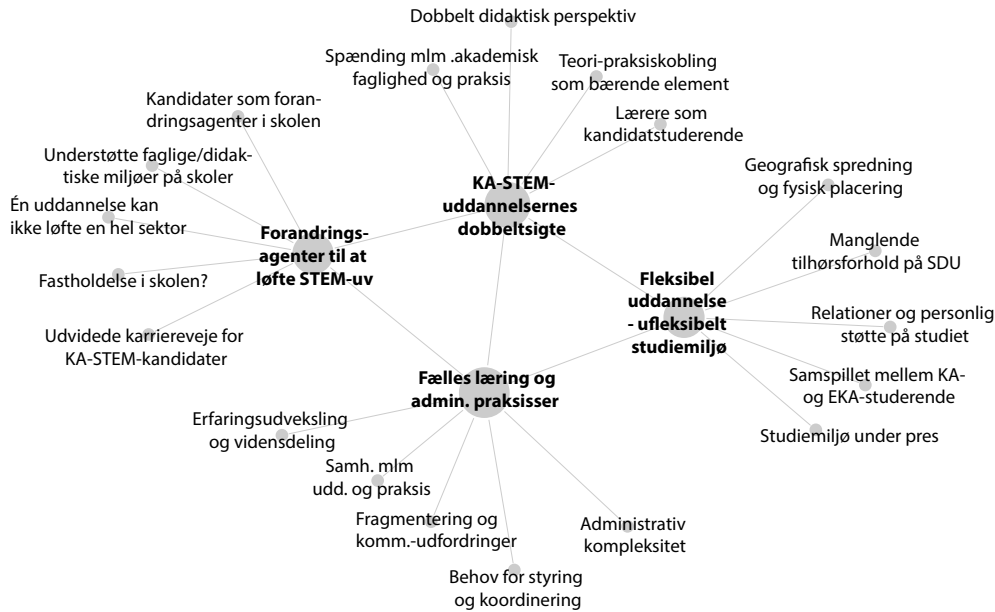 Dobbelt didaktisk perspektiv
Spænding mlm .akademisk
faglighed og praksis
Teori-praksiskobling
som bærende element
Lærere som
kandidatstuderende
Kandidater som foran-
dringsagenter i skolen
Understøtte faglige/didak-
tiske miljøer på skoler
Én uddannelse kan
ikke løfte en hel sektor
Fastholdelse i skolen?
Udvidede karriereveje for
KA-STEM-kandidater
Forandrings-
agenter til at
løfte STEM-uv
KA-STEM-
uddannelsernes
dobbeltsigte
Geografisk spredning
og fysisk placering
Manglende
tilhørsforhold på SDU
Fleksibel
uddannelse
- ufleksibelt
studiemiljø
Relationer og personlig
støtte på studiet
Samspillet mellem KA-
og EKA-studerende
Studiemiljø under pres
Fælles læring og
admin. praksisser
Erfaringsudveksling
og vidensdeling
Samh. mlm
udd. og praksis
Fragmentering og
komm.-udfordringer
Behov for styring
og koordinering
Administrativ
kompleksitet